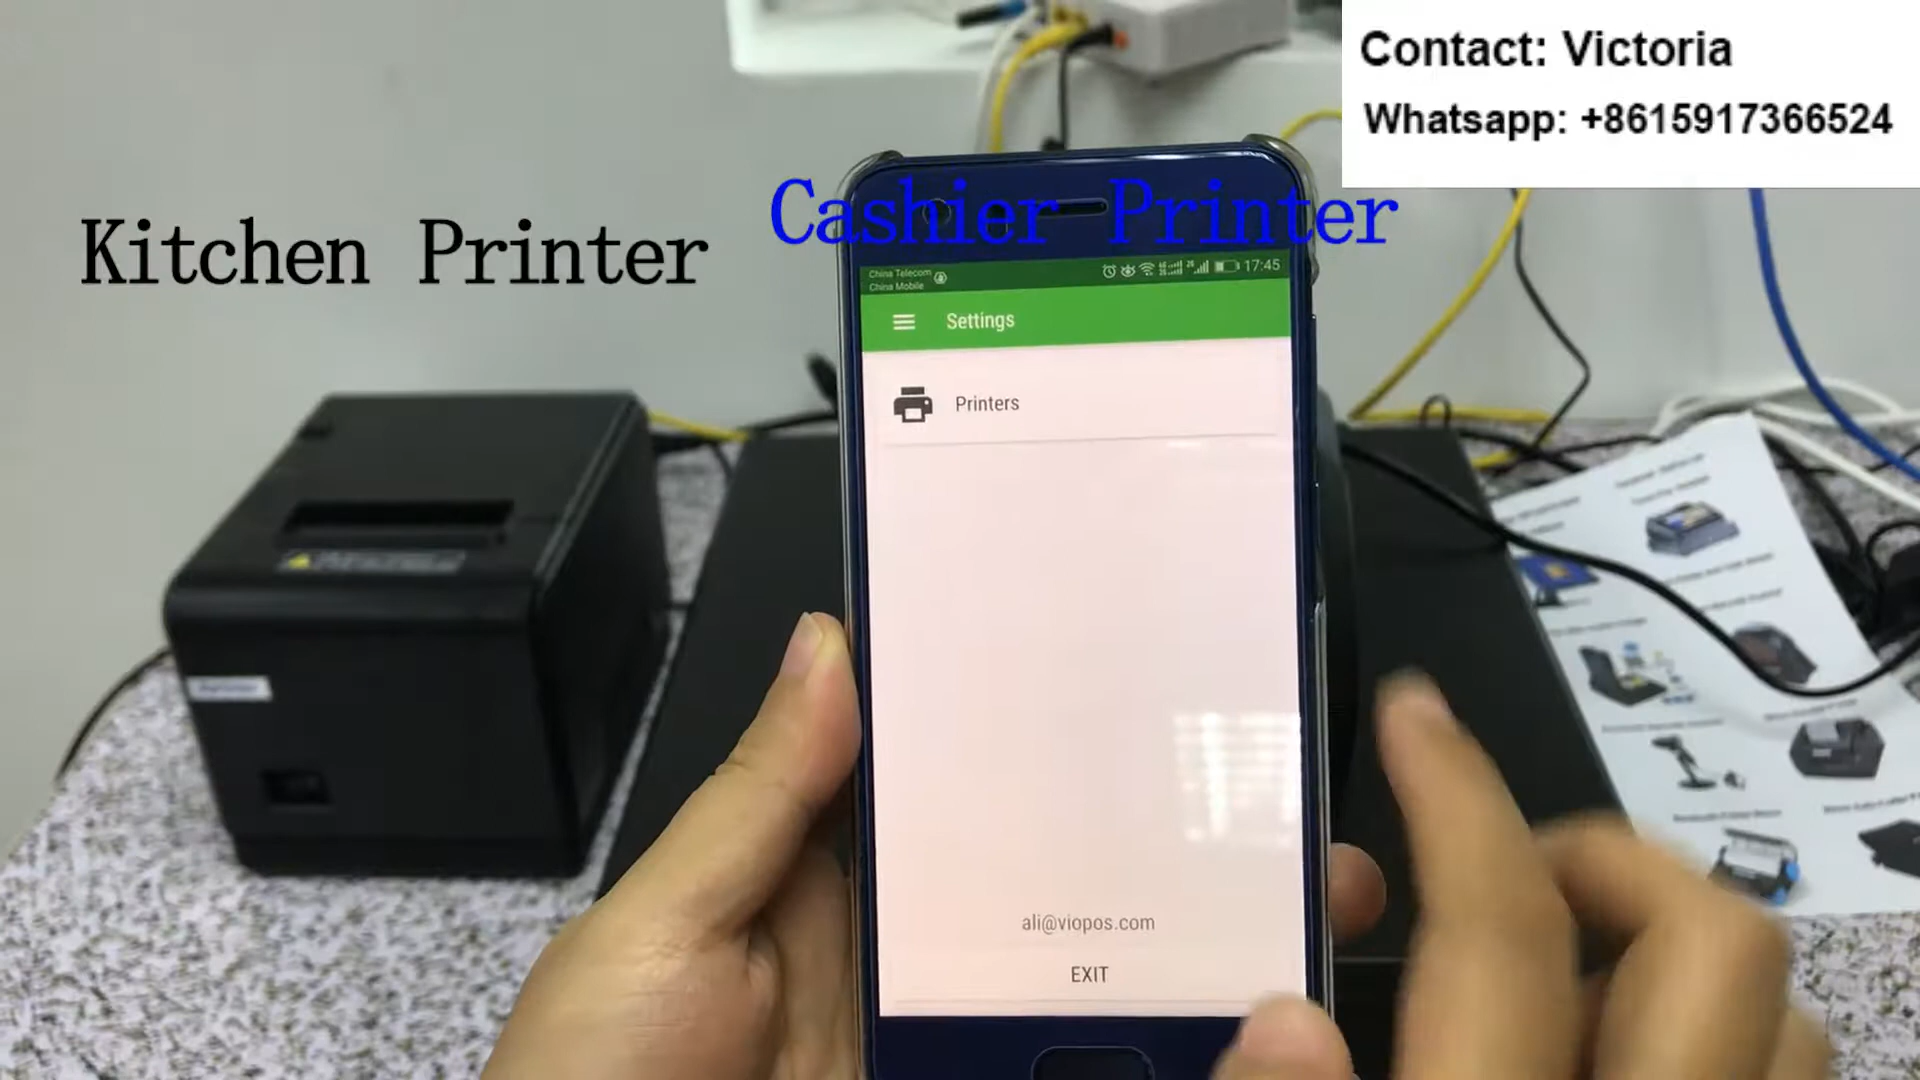 Contact: Victoria
Whatsapp: +8615917366524
Kitchen Printer
Cashier Printer
China Telecom
China Mobile
17:45
Settings
Printers
ali@viopos.com
EXIT